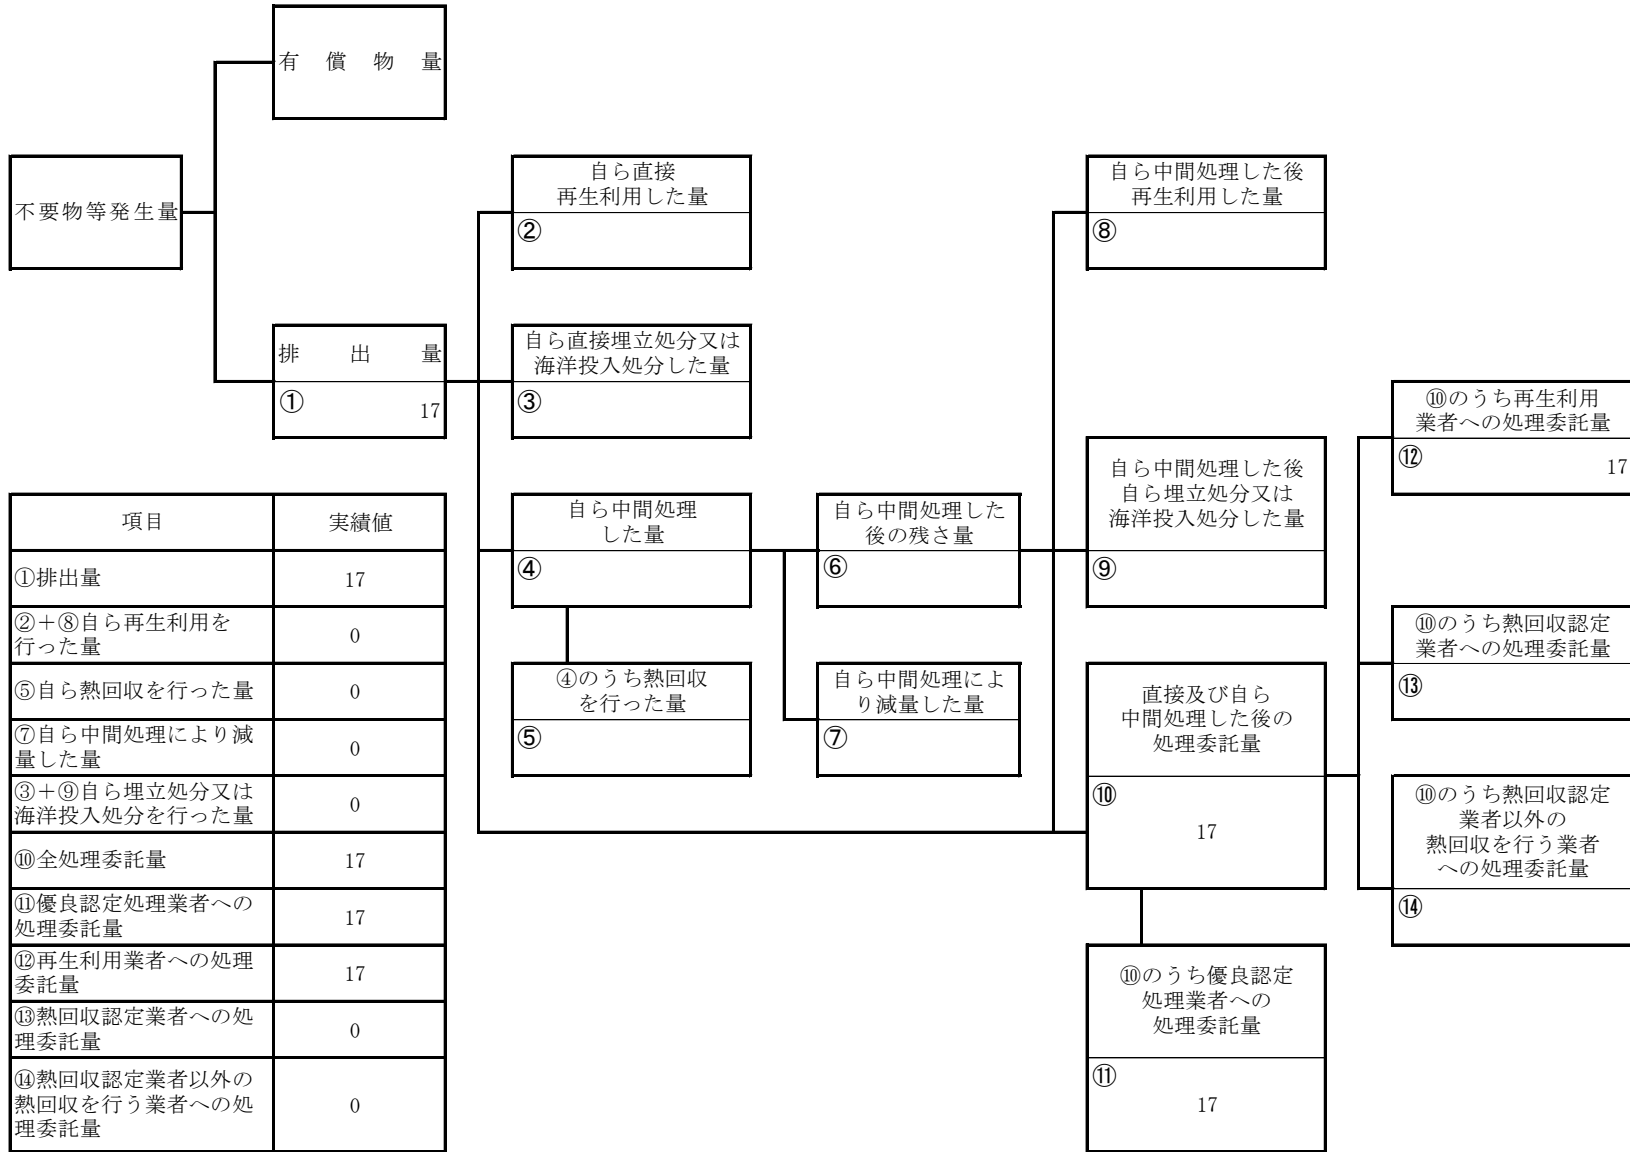 有償物量
不要物等発生量
排出量
①
17
自ら直接
再生利用した量
②
自ら直接埋立処分又は
海洋投入処分した量
③
自ら中間処理
した量
④
④のうち熱回収
を行った量
⑤
自ら中間処理した
後の残さ量
⑥
自ら中間処理によ
り減量した量
⑦
自ら中間処理した後
再生利用した量
⑧
自ら中間処理した後
自ら埋立処分又は
海洋投入処分した量
⑨
直接及び自ら
中間処理した後の
処理委託量
⑩
17
⑩のうち優良認定
処理業者への
処理委託量
⑪
17
⑩のうち再生利用
業者への処理委託量
⑫
17
⑩のうち熱回収認定
業者への処理委託量
⑬
⑩のうち熱回収認定
業者以外の
熱回収を行う業者
への処理委託量
⑭
項目 実績値
①排出量 17
②+⑧自ら再生利用を
行った量 0
⑤自ら熱回収を行った量 0
⑦自ら中間処理により減
量した量 0
③+⑨自ら埋立処分又は
海洋投入処分を行った量 0
⑩全処理委託量 17
⑪優良認定処理業者への
処理委託量 17
⑫再生利用業者への処理
委託量 17
⑬熱回収認定業者への処
理委託量 0
⑭熱回収認定業者以外の
熱回収を行う業者への処
理委託量 0